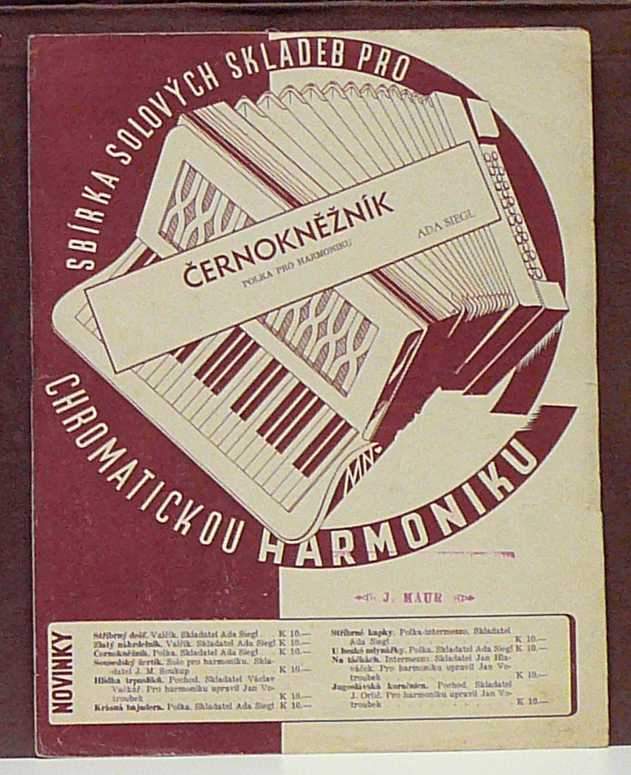 SBÍRKA SOLOVÝCH SKLADEB PRO
CHROMATICKOU HARMONIKU
ČERNOKNĚŽNÍK
POLKA PRO HARMONIKU
ADA SIEGL
MN
J. MAUR
NOVINKY
Stříbrný déšť. Valčík. Skladatel Ada Siegl K 10.—
Zlatý náhrdelník. Valčík. Skladatel Ada Siegl K 10.—
Černokněžník. Polka. Skladatel Ada Siegl . . K 10.—
Sousedský čertík. Solo pro harmoniku. Skla-
datel J. M. Soukup . . . K 10.—
Hlídka trpaslíků. Pochod. Skladatel Václav
Vačkář. Pro harmoniku upravil Jan Vo-
troubek . . . K 10.—
Krásná bajadera. Polka. Skladatel Ada Siegl K 10.—
Stříbrné kapky. Polka-intermezzo. Skladatel
Ada Siegl . . . K 10.—
U hezké mlynářky. Polka. Skladatel Ada Siegl K 10.—
Na táčkách. Intermezzo. Skladatel Jan Hla-
váček. Pro harmoniku upravil Jan Vo-
troubek . . . K 10.—
Jugoslávská koračnica. Pochod. Skladatel
J. Orlić. Pro harmoniku upravil Jan Vo-
troubek . . . K 10.—